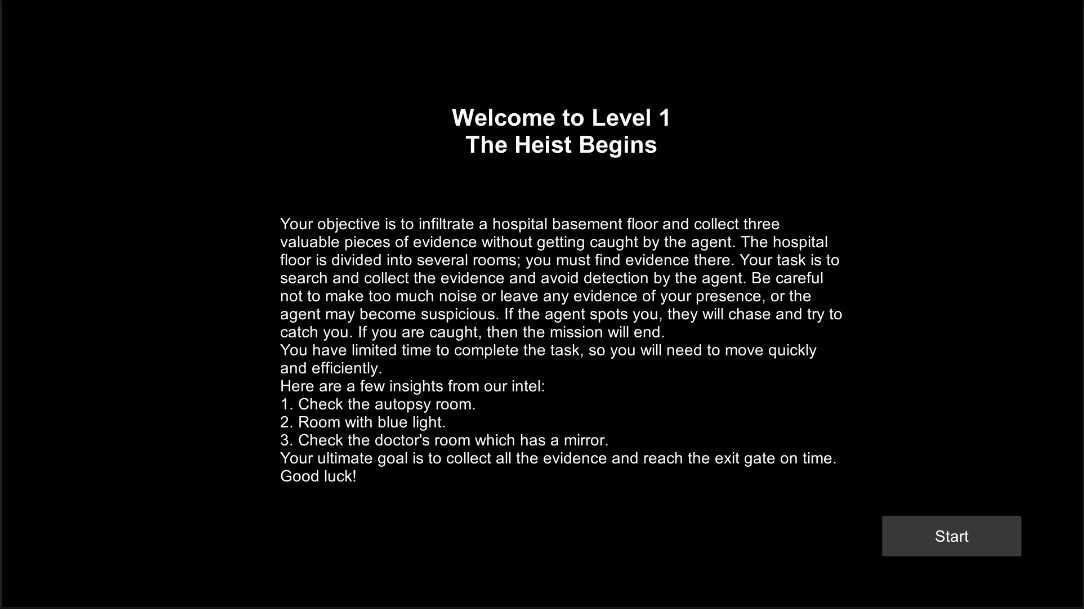 Welcome to Level 1
The Heist Begins
Your objective is to infiltrate a hospital basement floor and collect three
valuable pieces of evidence without getting caught by the agent. The hospital
floor is divided into several rooms; you must find evidence there. Your task is to
search and collect the evidence and avoid detection by the agent. Be careful
not to make too much noise or leave any evidence of your presence, or the
agent may become suspicious. If the agent spots you, they will chase and try to
catch you. If you are caught, then the mission will end.
You have limited time to complete the task, so you will need to move quickly
and efficiently.
Here are a few insights from our intel:
1. Check the autopsy room.
2. Room with blue light.
3. Check the doctor's room which has a mirror.
Your ultimate goal is to collect all the evidence and reach the exit gate on time.
Good luck!
Start